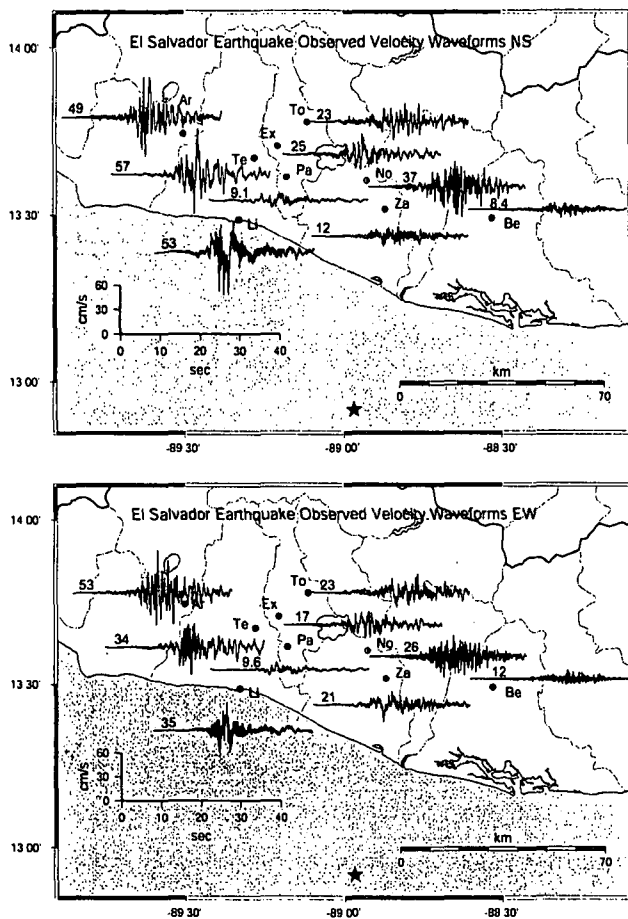 14 00'
El Salvador Earthquake Observed Velocity Waveforms NS
49
Ar
To
23
Ex
25
57
Te
Pa
No
37
9.1
Za
8.4
13 30'
Li
Be
12
53
60
30
0
cm/s
0 10 20 30 40
sec
km
0 70
13 00'
-89 30'
-89 00'
-88 30'
14 00'
El Salvador Earthquake Observed Velocity Waveforms EW
53
To
23
Ex
17
34
Te
Pa
No
26
9.6
Za
12
13 30'
Li
Be
21
35
60
30
0
cm/s
0 10 20 30 40
sec
km
0 70
13 00'
-89 30'
-89 00'
-88 30'